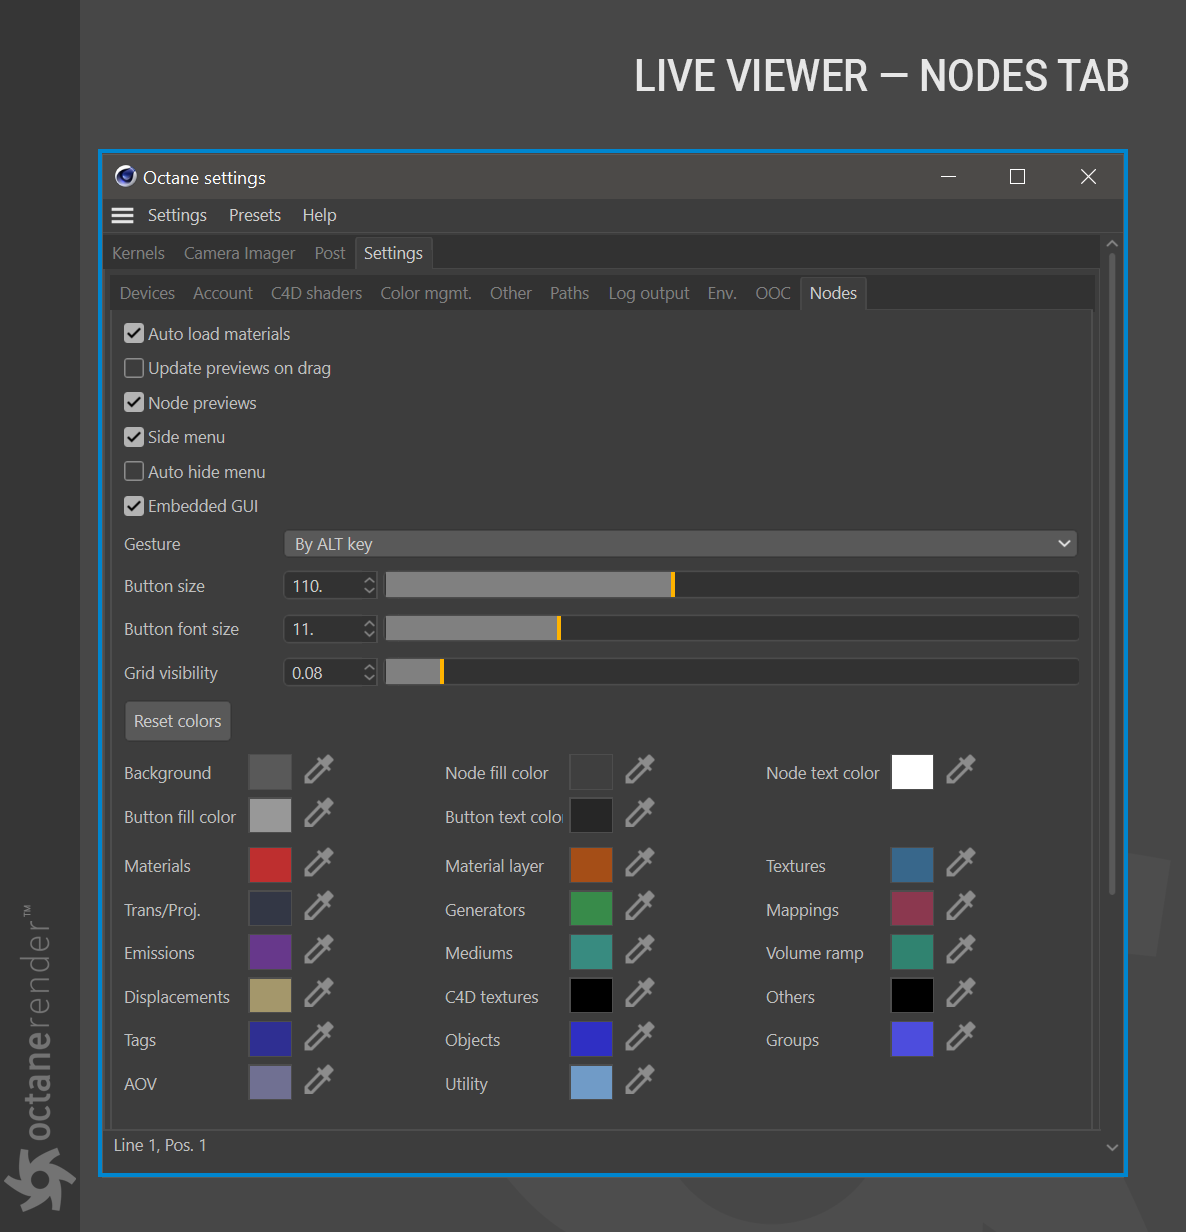 LIVE VIEWER — NODES TAB
Octane settings
Settings Presets Help
Kernels Camera Imager Post Settings
Devices Account C4D shaders Color mgmt. Other Paths Log output Env. OOC Nodes
Auto load materials
Update previews on drag
Node previews
Side menu
Auto hide menu
Embedded GUI
Gesture By ALT key
Button size 110.
Button font size 11.
Grid visibility 0.08
Reset colors
Background Node fill color Node text color
Button fill color Button text colo
Materials Material layer Textures
Trans/Proj. Generators Mappings
Emissions Mediums Volume ramp
Displacements C4D textures Others
Tags Objects Groups
AOV Utility
Line 1, Pos. 1
octanerender™